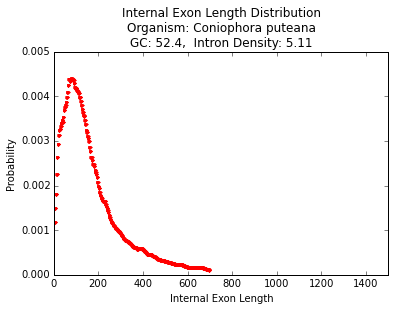 Internal Exon Length Distribution
Organism: Coniophora puteana
GC: 52.4,  Intron Density: 5.11
0.005
0.004
0.003
0.002
0.001
0.000
Probability
0 200 400 600 800 1000 1200 1400
Internal Exon Length